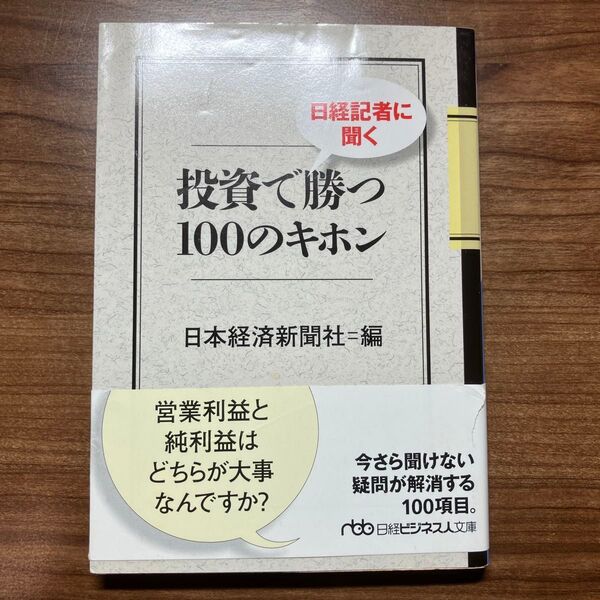 日経記者に
聞く
投資で勝つ
100のキホン
日本経済新聞社=編
営業利益と
純利益は
どちらが大事
なんですか?
今さら聞けない
疑問が解消する
100項目。
nbb 日経ビジネス人文庫